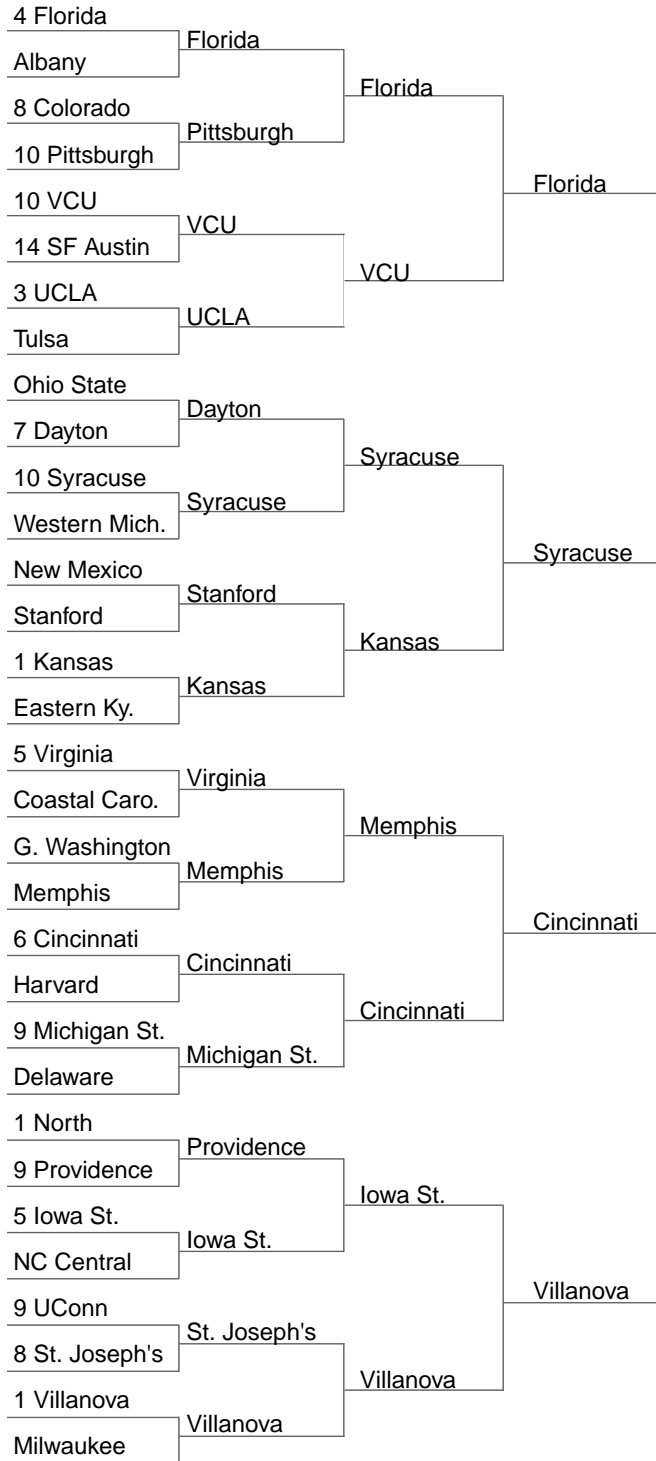 4 Florida
Albany
8 Colorado
10 Pittsburgh
10 VCU
14 SF Austin
3 UCLA
Tulsa
Ohio State
7 Dayton
10 Syracuse
Western Mich.
New Mexico
Stanford
1 Kansas
Eastern Ky.
5 Virginia
Coastal Caro.
G. Washington
Memphis
6 Cincinnati
Harvard
9 Michigan St.
Delaware
1 North
9 Providence
5 Iowa St.
NC Central
9 UConn
8 St. Joseph's
1 Villanova
Milwaukee
Florida
Pittsburgh
VCU
UCLA
Dayton
Syracuse
Stanford
Kansas
Virginia
Memphis
Cincinnati
Michigan St.
Providence
Iowa St.
St. Joseph's
Villanova
Florida
VCU
Syracuse
Kansas
Memphis
Cincinnati
Iowa St.
Villanova
Florida
Syracuse
Cincinnati
Villanova